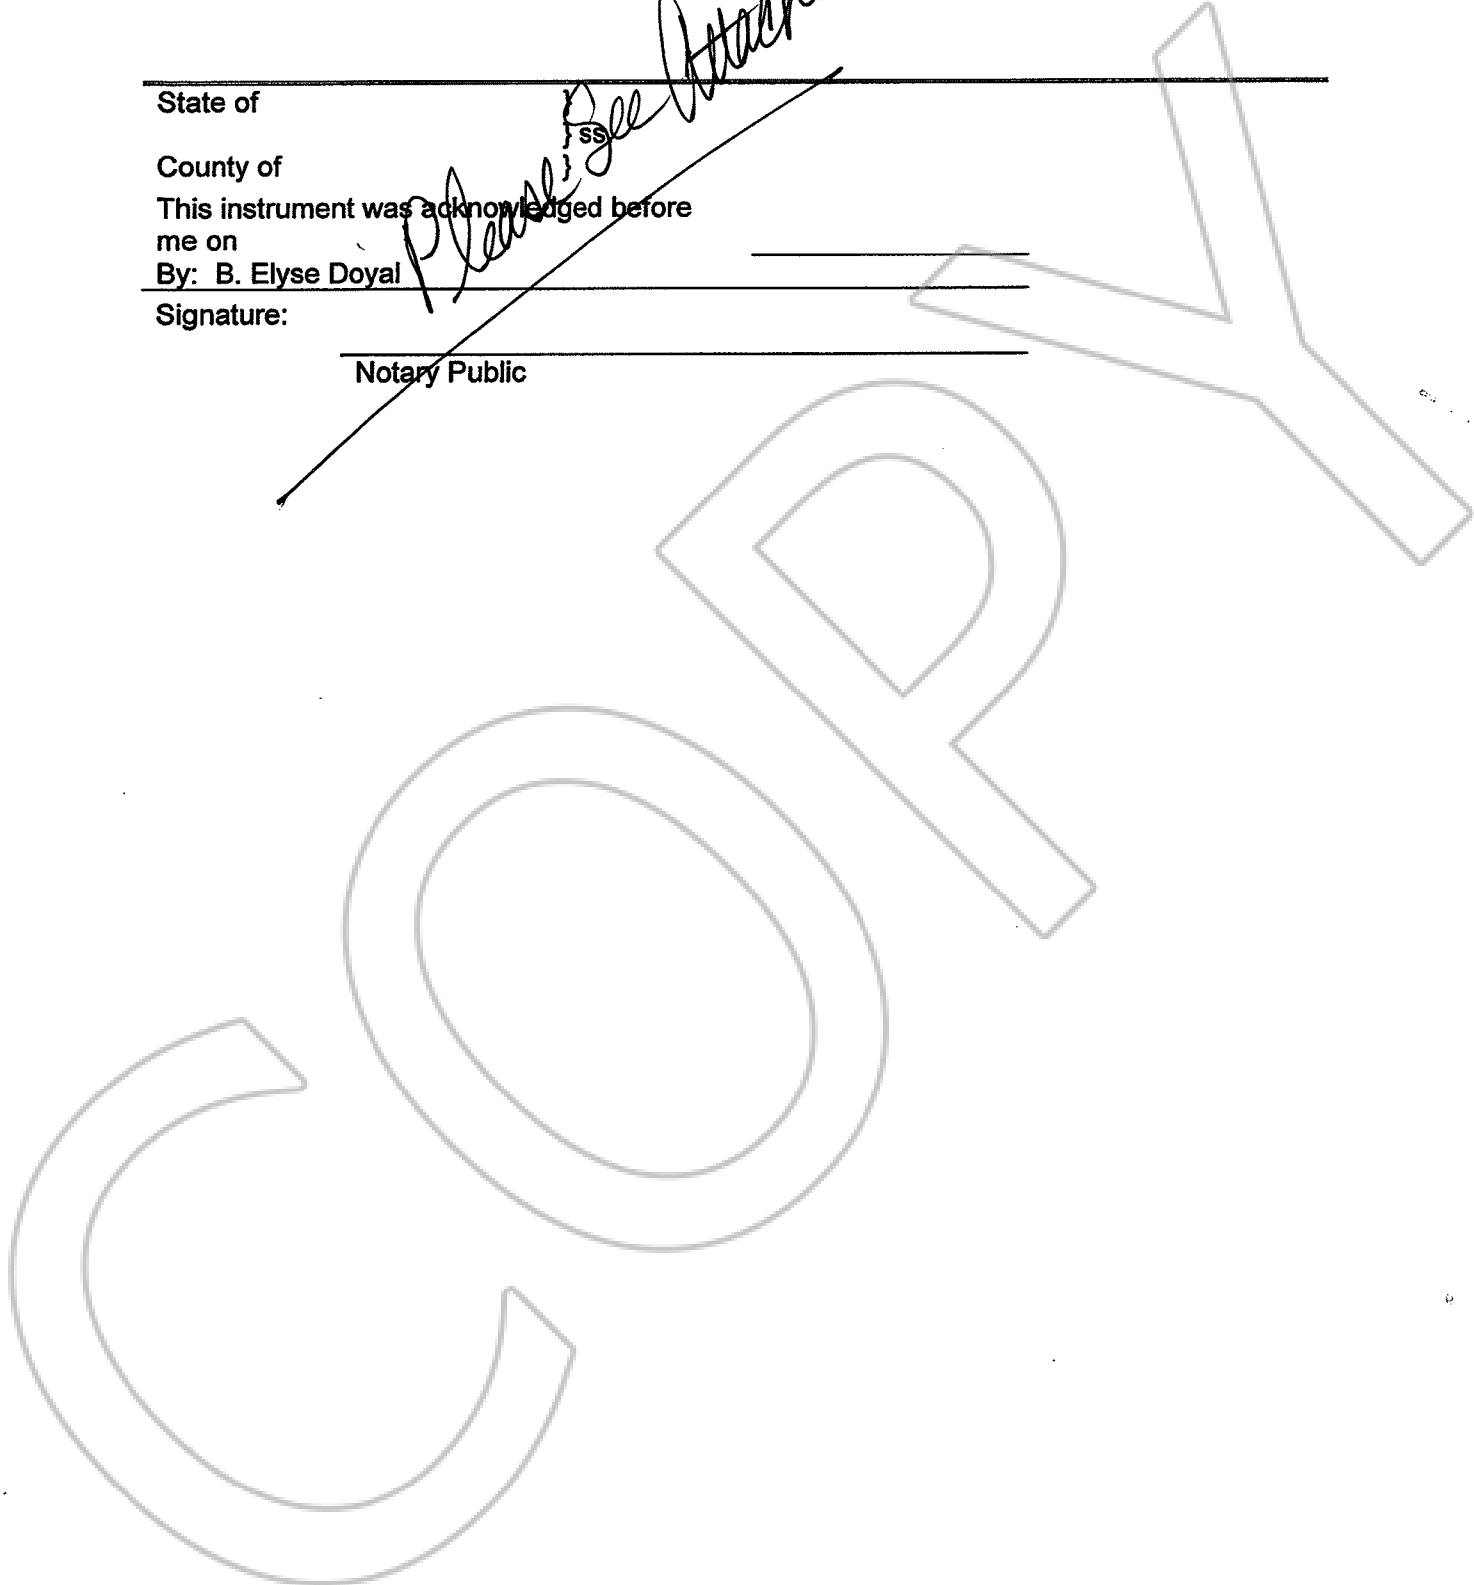 Please See Attach
State of }
} ss
County of }
This instrument was acknowledged before
me on
By: B. Elyse Doyal
Signature:
Notary Public
COPY